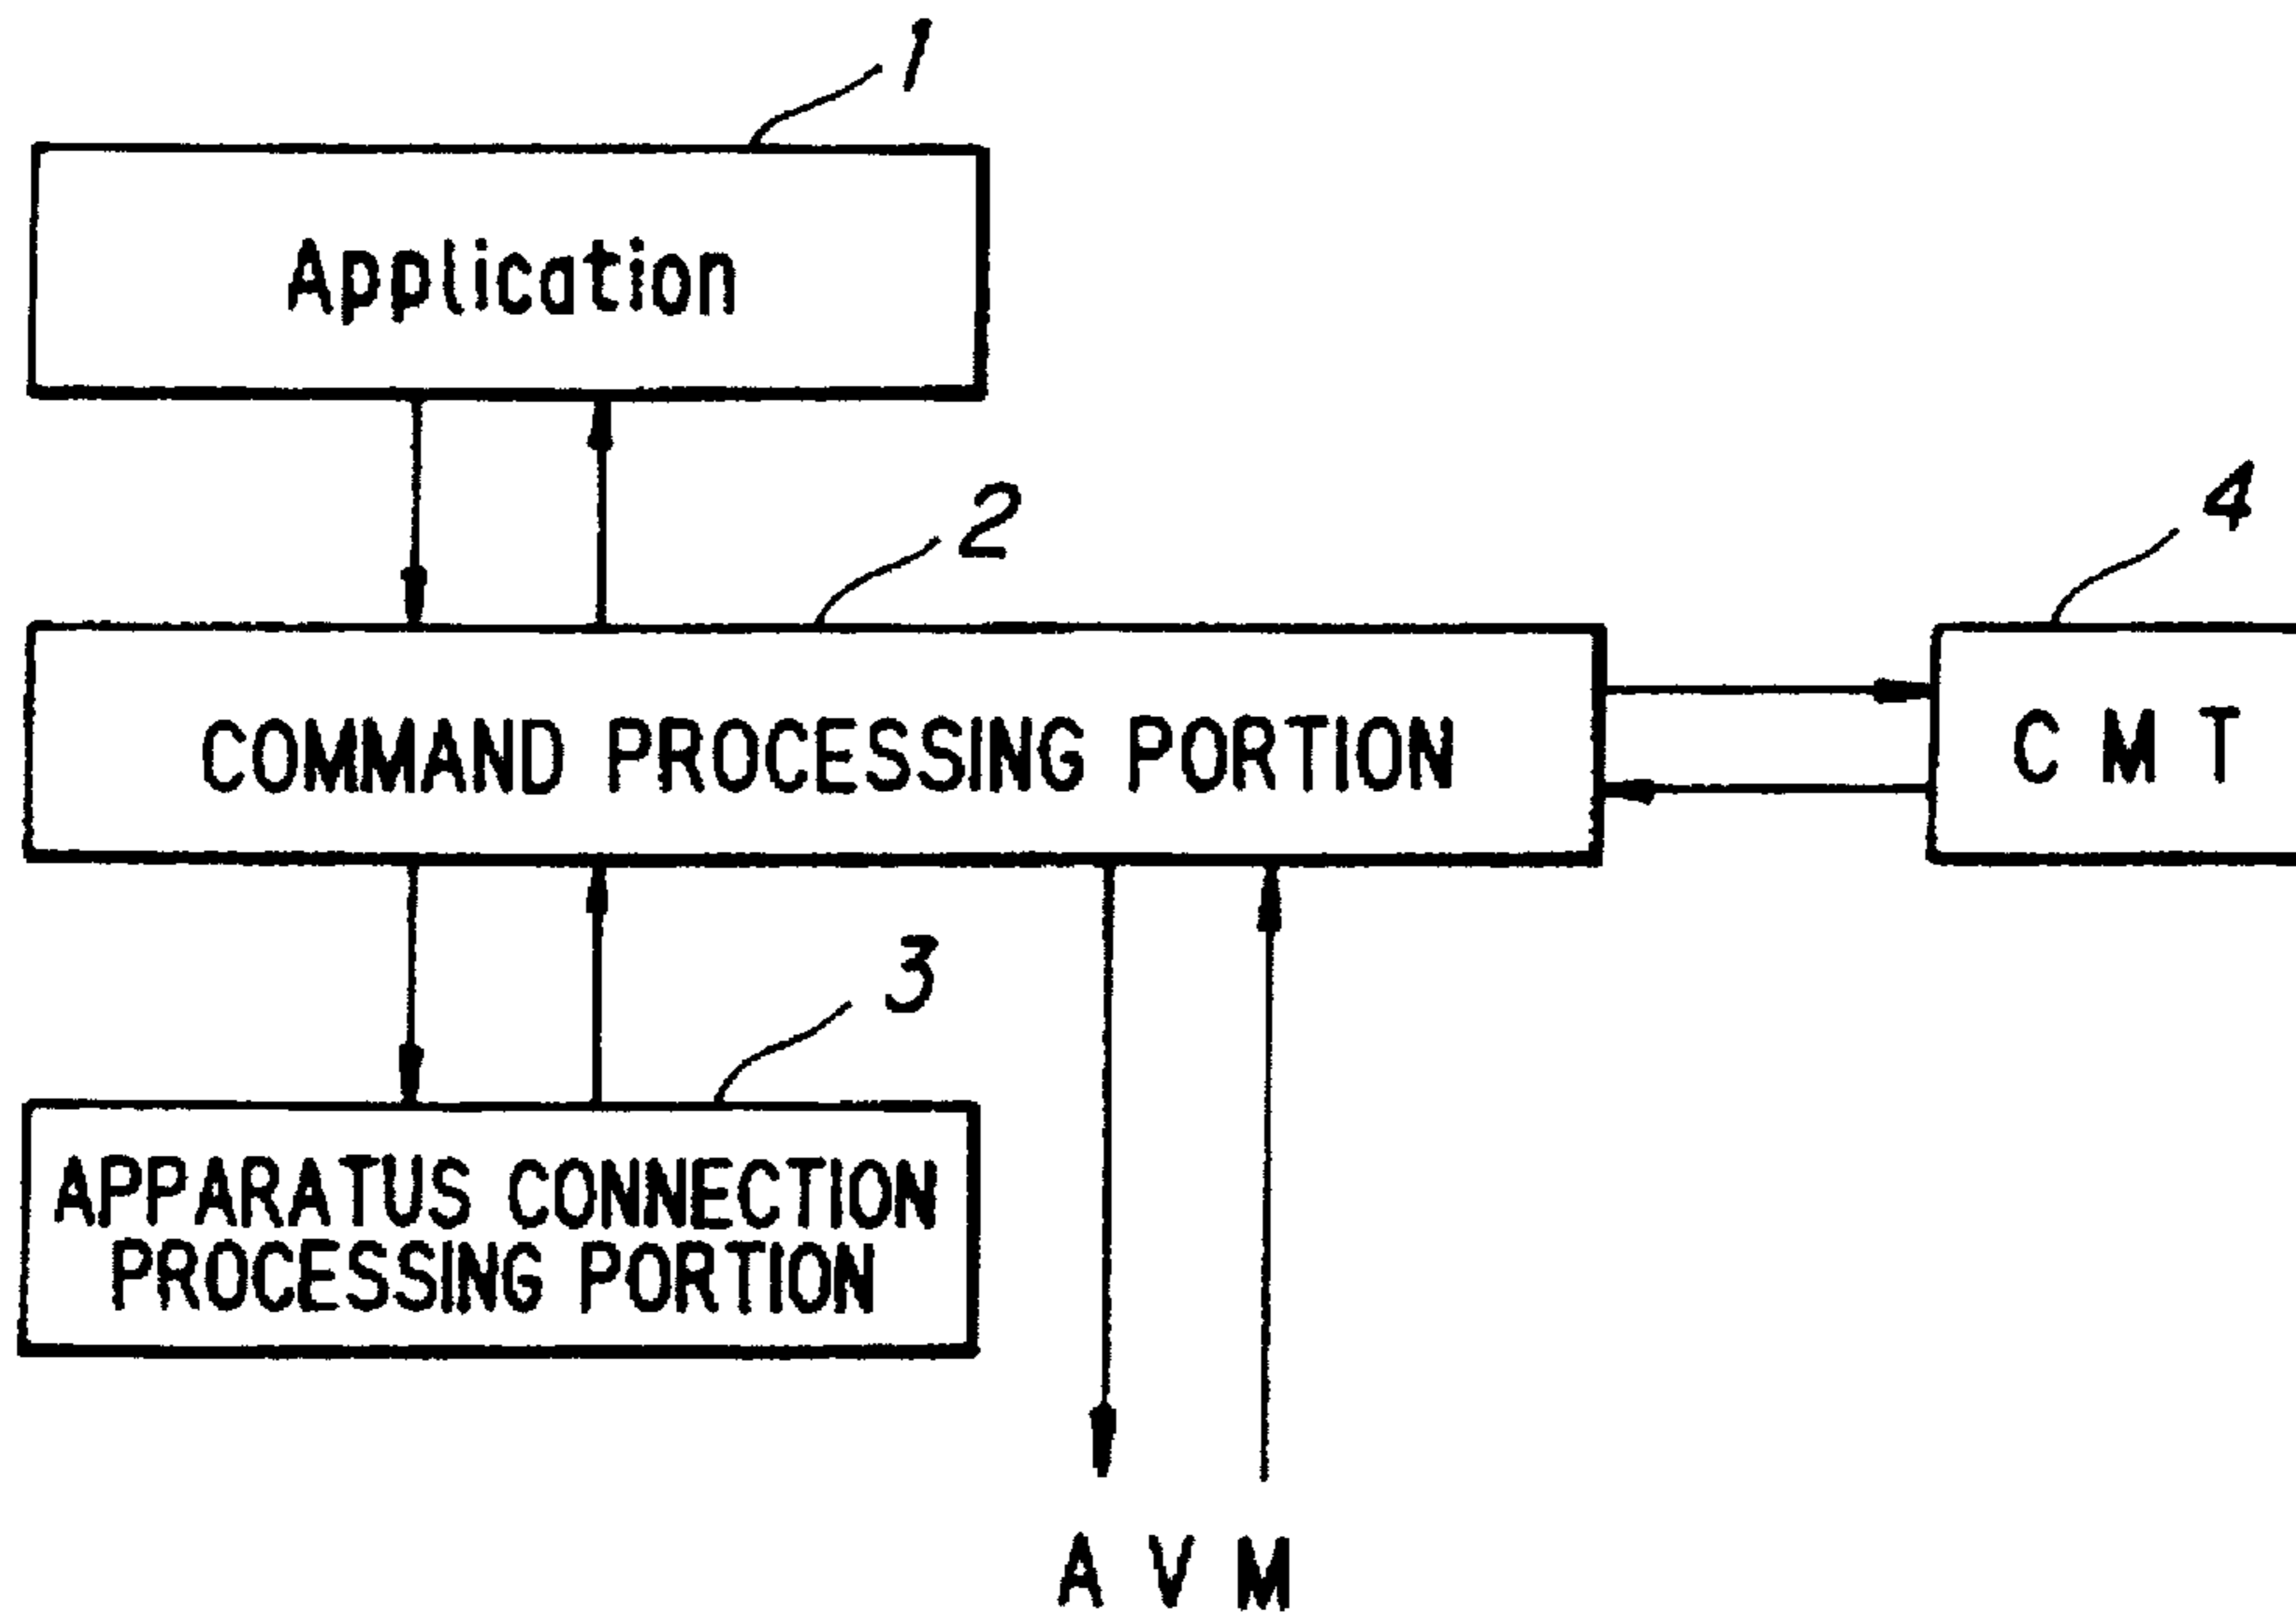 1
Application
2
4
COMMAND PROCESSING PORTION
C M T
3
APPARATUS CONNECTION
PROCESSING PORTION
A V M